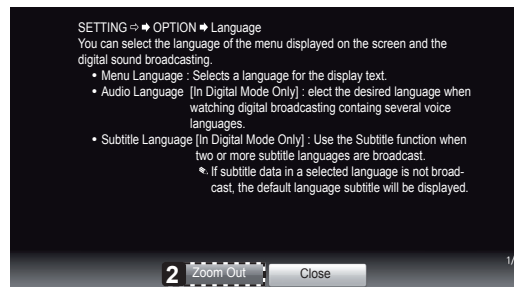 SETTING ⇨ ➡ OPTION ➡ Language
You can select the language of the menu displayed on the screen and the
digital sound broadcasting.
• Menu Language : Selects a language for the display text.
• Audio Language [In Digital Mode Only] : elect the desired language when
watching digital broadcasting containg several voice
languages.
• Subtitle Language [In Digital Mode Only] : Use the Subtitle function when
two or more subtitle languages are broadcast.
If subtitle data in a selected language is not broad-
cast, the default language subtitle will be displayed.
1/
2 Zoom Out Close